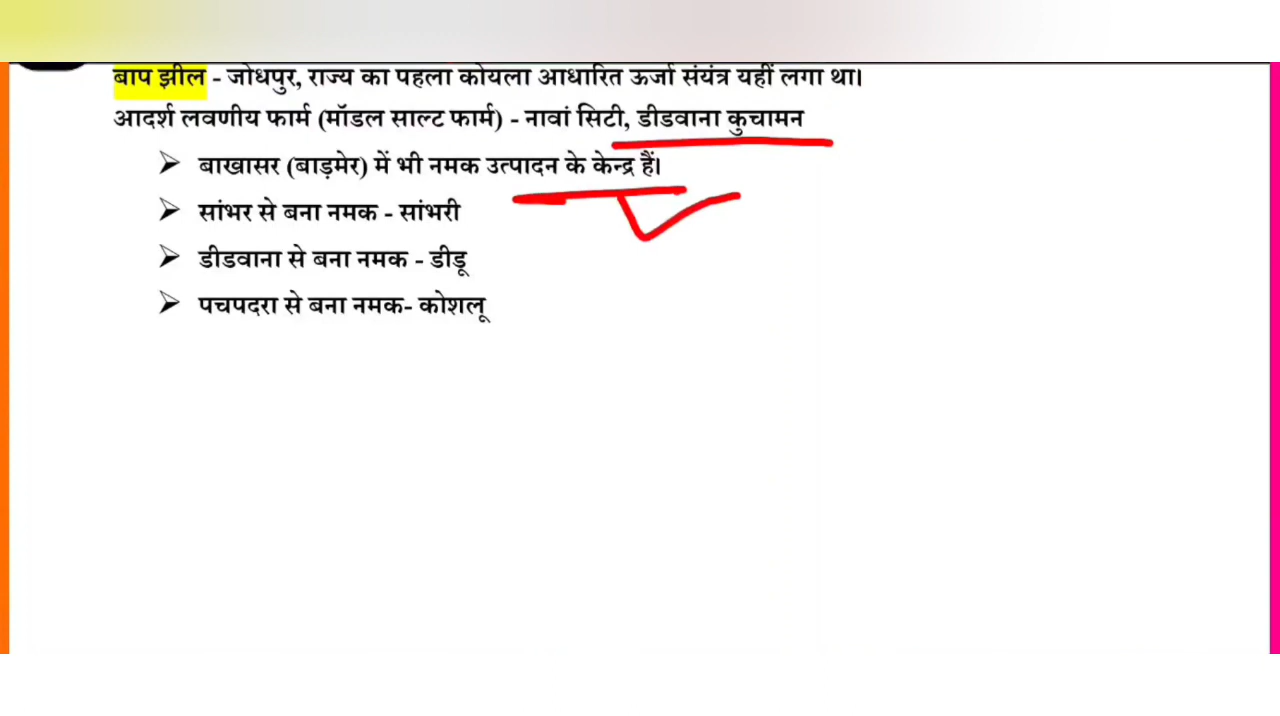 बाप झील - जोधपुर, राज्य का पहला कोयला आधारित ऊर्जा संयंत्र यहीं लगा था।
आदर्श लवणीय फार्म (मॉडल साल्ट फार्म) - नावां सिटी, डीडवाना कुचामन
➤ बाखासर (बाड़मेर) में भी नमक उत्पादन के केन्द्र हैं।
➤ सांभर से बना नमक - सांभरी
➤ डीडवाना से बना नमक - डीडू
➤ पचपदरा से बना नमक- कोशलू